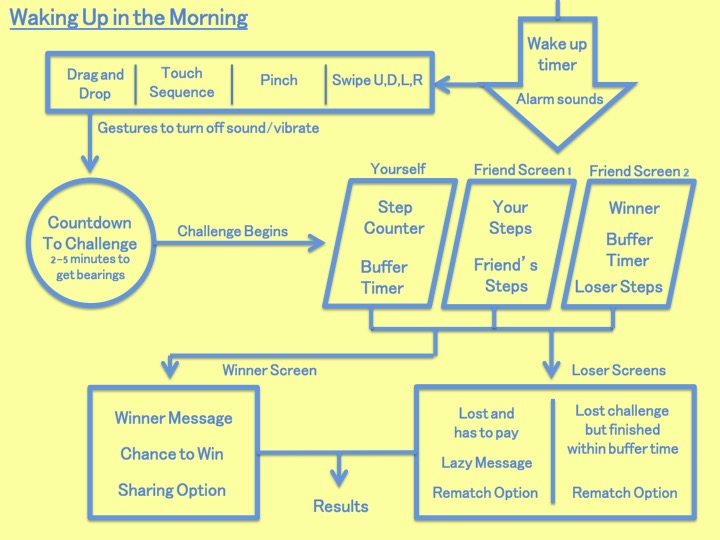 Waking Up in the Morning
Wake up
timer
Alarm sounds
Drag and
Drop
Touch
Sequence
Pinch
Swipe U,D,L,R
Gestures to turn off sound/vibrate
Countdown
To Challenge
2-5 minutes to
get bearings
Challenge Begins
Yourself
Step
Counter
Buffer
Timer
Friend Screen 1
Your
Steps
Friend’s
Steps
Friend Screen 2
Winner
Buffer
Timer
Loser Steps
Winner Screen
Winner Message
Chance to Win
Sharing Option
Results
Loser Screens
Lost and
has to pay
Lazy Message
Rematch Option
Lost challenge
but finished
within buffer time
Rematch Option